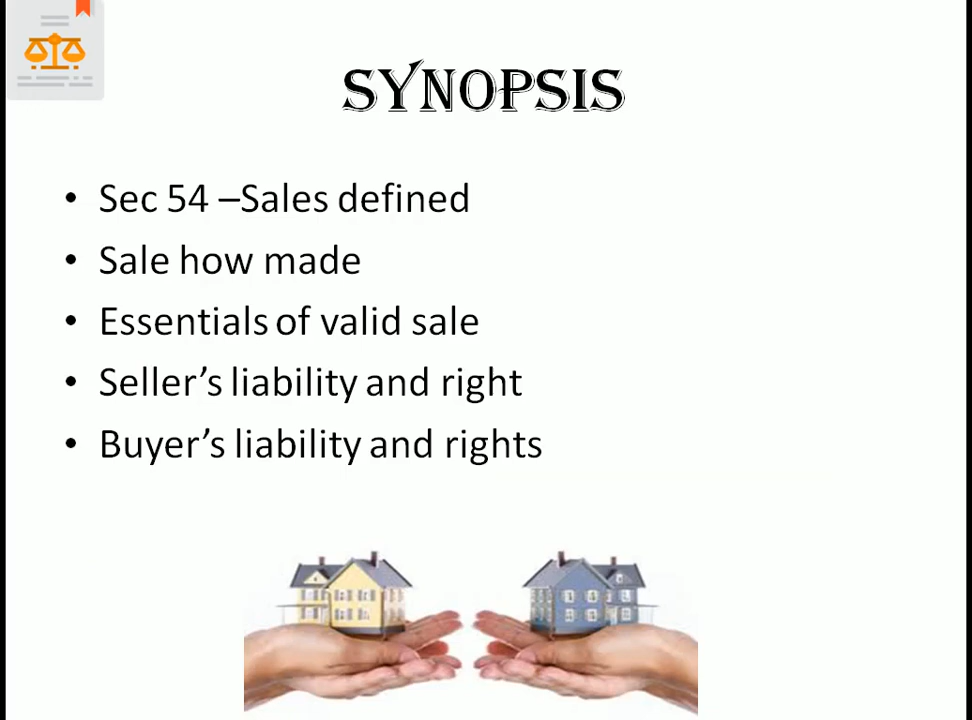 SYNOPSIS
• Sec 54 –Sales defined
• Sale how made
• Essentials of valid sale
• Seller’s liability and right
• Buyer’s liability and rights